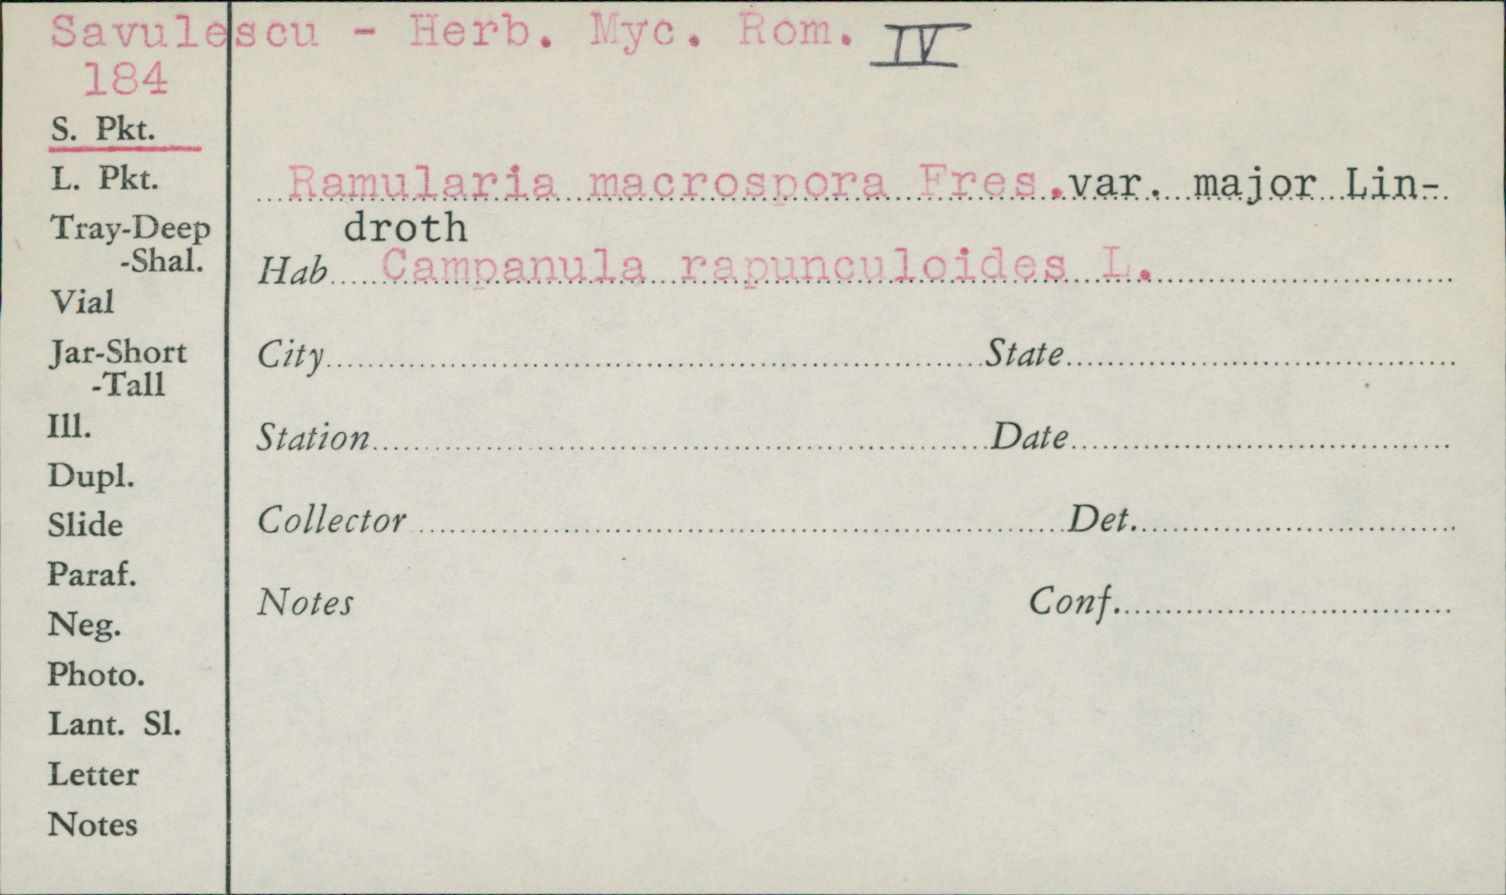 Savulescu - Herb. Myc. Rom. IV
184
S. Pkt.
L. Pkt.
Ramularia macrospora Fres. var. major Lin-
Tray-Deep
droth
-Shal.
Hab. Campanula rapunculoides L.
Vial
Jar-Short
City
State
-Tall
Ill.
Station
Date
Dupl.
Slide
Collector
Det.
Paraf.
Notes
Conf.
Neg.
Photo.
Lant. Sl.
Letter
Notes